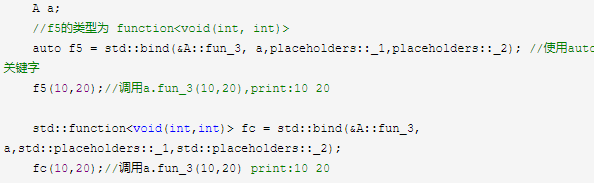 A a;
//f5的类型为 function<void(int, int)>
auto f5 = std::bind(&A::fun_3, a,placeholders::_1,placeholders::_2); //使用auto
关键字
f5(10,20);//调用a.fun_3(10,20),print:10 20
std::function<void(int,int)> fc = std::bind(&A::fun_3,
a,std::placeholders::_1,std::placeholders::_2);
fc(10,20);//调用a.fun_3(10,20) print:10 20